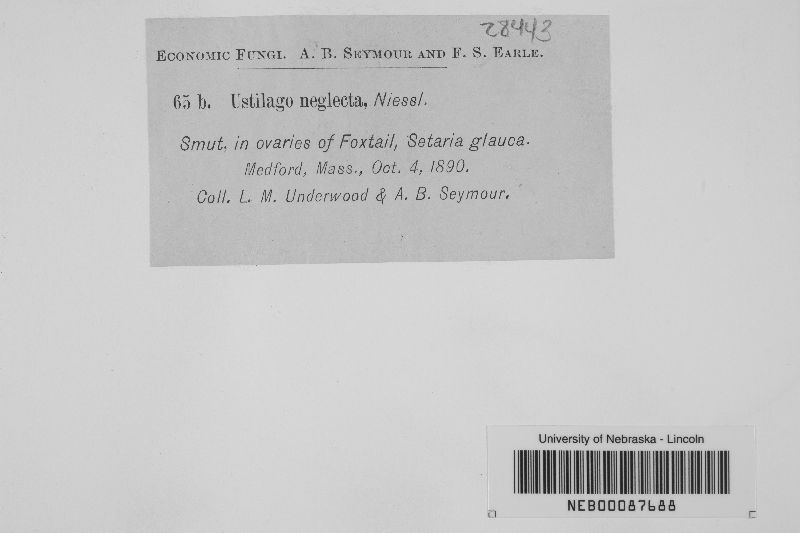 28443
ECONOMIC FUNGI. A. B. SEYMOUR AND F. S. EARLE.
65 b. Ustilago neglecta, Niessl.
Smut, in ovaries of Foxtail, Setaria glauca.
Medford, Mass., Oct. 4, 1890.
Coll. L. M. Underwood & A. B. Seymour.
University of Nebraska - Lincoln
NEB00087688